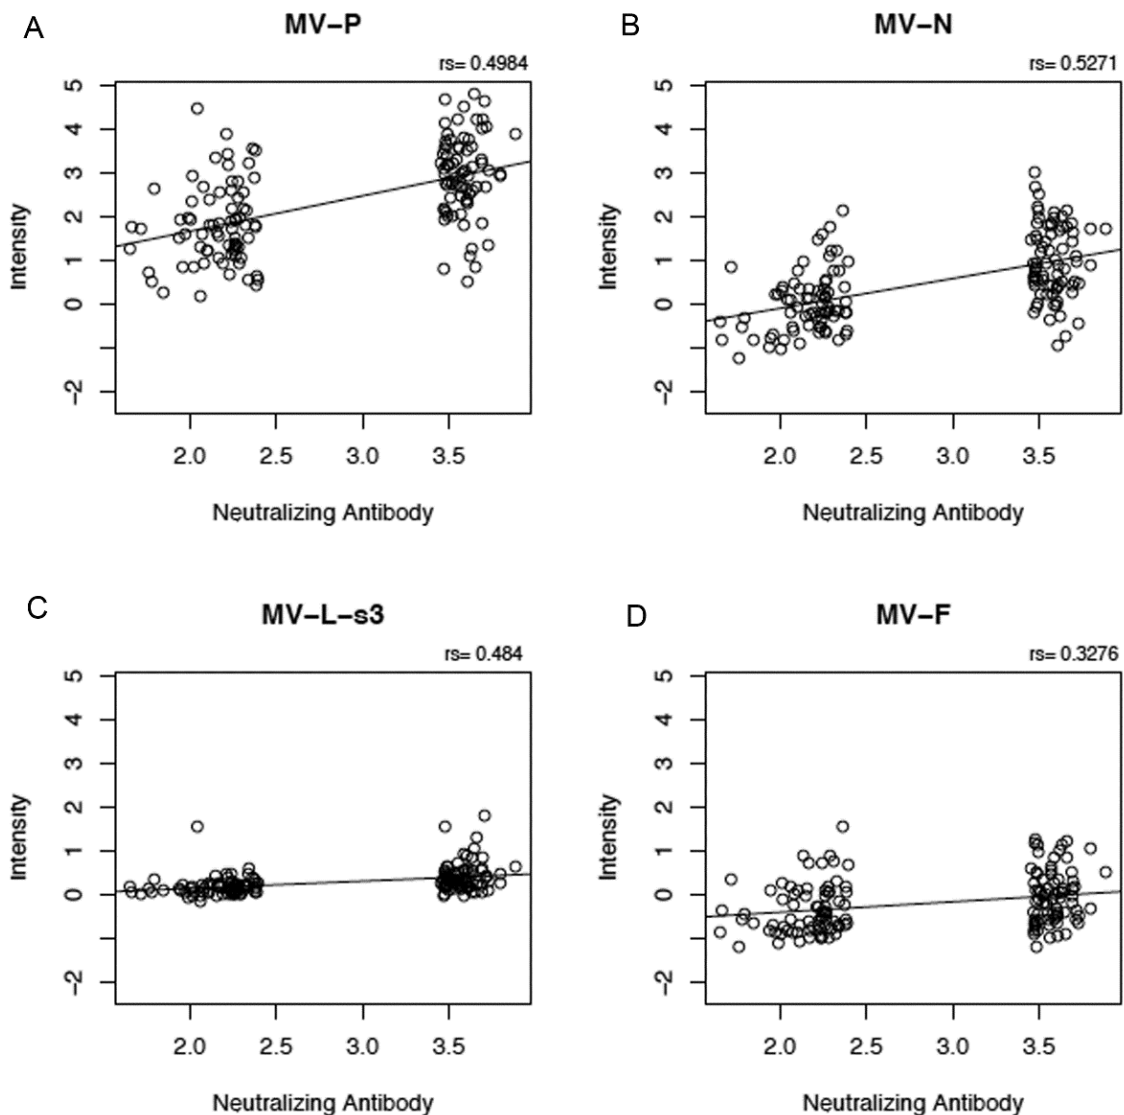 A
MV−P
rs= 0.4984
5
4
3
2
1
0
−2
Intensity
2.0 2.5 3.0 3.5
Neutralizing Antibody
B
MV−N
rs= 0.5271
5
4
3
2
1
0
−2
Intensity
2.0 2.5 3.0 3.5
Neutralizing Antibody
C
MV−L−s3
rs= 0.484
5
4
3
2
1
0
−2
Intensity
2.0 2.5 3.0 3.5
Neutralizing Antibody
D
MV−F
rs= 0.3276
5
4
3
2
1
0
−2
Intensity
2.0 2.5 3.0 3.5
Neutralizing Antibody